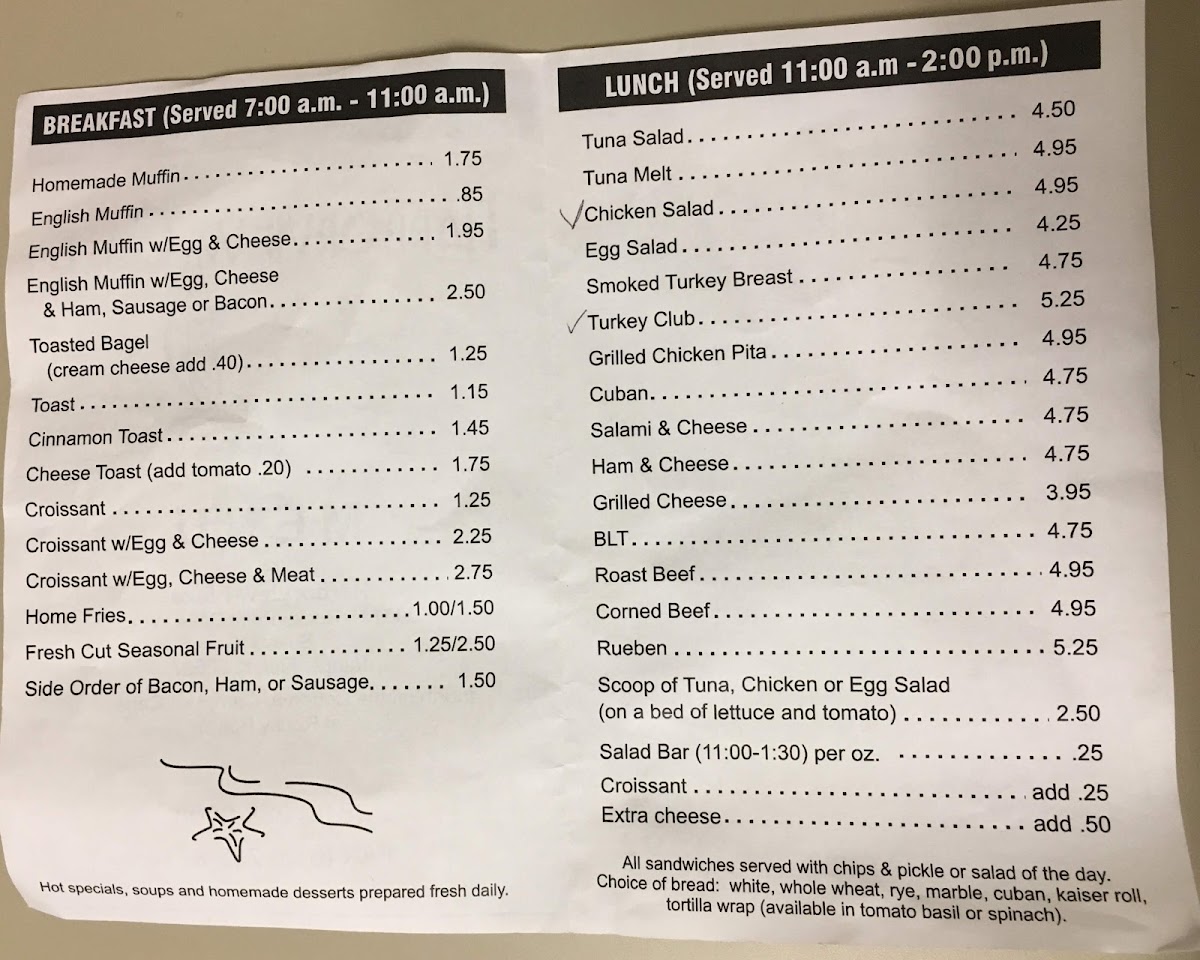 BREAKFAST (Served 7:00 a.m. - 11:00 a.m.)
Homemade Muffin 1.75
English Muffin .85
English Muffin w/Egg & Cheese 1.95
English Muffin w/Egg, Cheese
& Ham, Sausage or Bacon 2.50
Toasted Bagel
(cream cheese add .40) 1.25
Toast 1.15
Cinnamon Toast 1.45
Cheese Toast (add tomato .20) 1.75
Croissant 1.25
Croissant w/Egg & Cheese 2.25
Croissant w/Egg, Cheese & Meat 2.75
Home Fries 1.00/1.50
Fresh Cut Seasonal Fruit 1.25/2.50
Side Order of Bacon, Ham, or Sausage 1.50
Hot specials, soups and homemade desserts prepared fresh daily.
LUNCH (Served 11:00 a.m - 2:00 p.m.)
Tuna Salad 4.50
Tuna Melt 4.95
Chicken Salad 4.95
Egg Salad 4.25
Smoked Turkey Breast 4.75
Turkey Club 5.25
Grilled Chicken Pita 4.95
Cuban 4.75
Salami & Cheese 4.75
Ham & Cheese 4.75
Grilled Cheese 3.95
BLT 4.75
Roast Beef 4.95
Corned Beef 4.95
Rueben 5.25
Scoop of Tuna, Chicken or Egg Salad
(on a bed of lettuce and tomato) 2.50
Salad Bar (11:00-1:30) per oz. .25
Croissant add .25
Extra cheese add .50
All sandwiches served with chips & pickle or salad of the day.
Choice of bread: white, whole wheat, rye, marble, cuban, kaiser roll,
tortilla wrap (available in tomato basil or spinach).